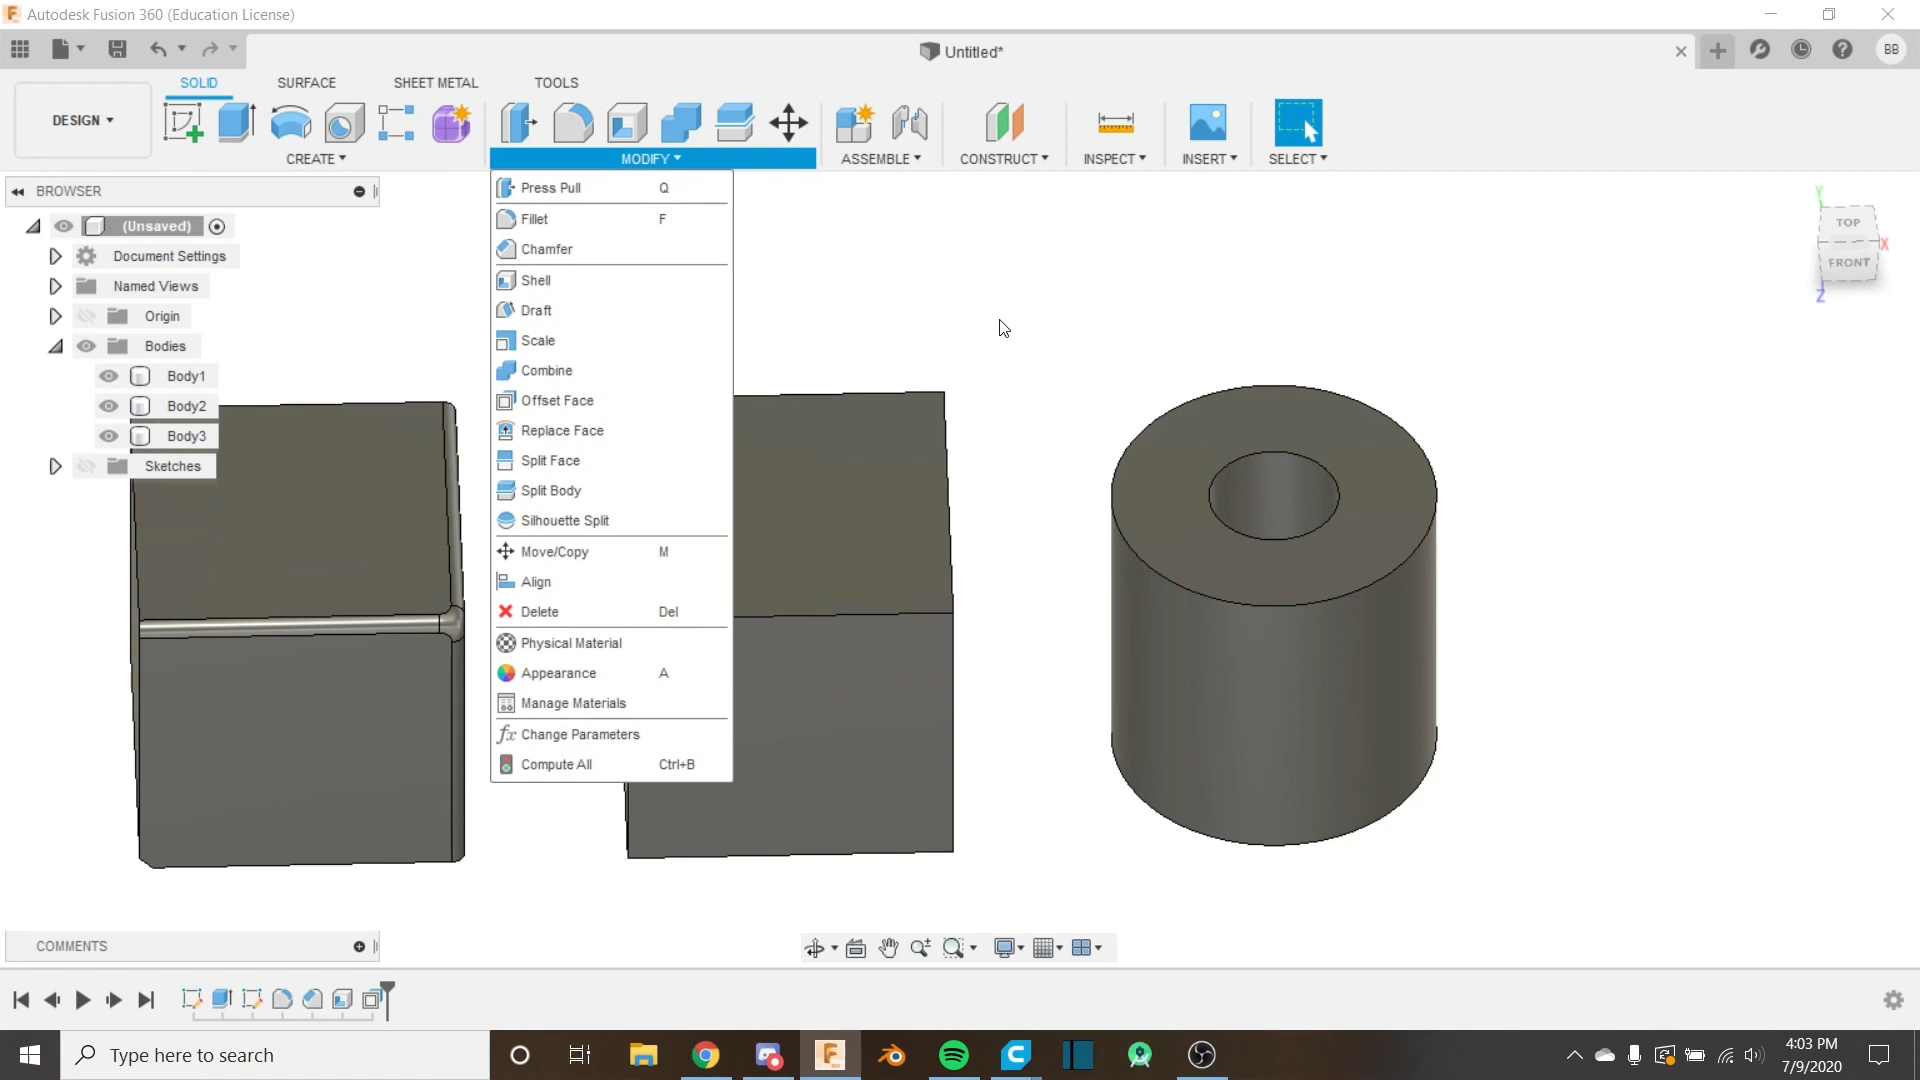 Autodesk Fusion 360 (Education License)
Untitled*
BB
DESIGN
SOLID
SURFACE
SHEET METAL
TOOLS
CREATE
MODIFY
ASSEMBLE
CONSTRUCT
INSPECT
INSERT
SELECT
BROWSER
(Unsaved)
Document Settings
Named Views
Origin
Bodies
Body1
Body2
Body3
Sketches
Press Pull Q
Fillet F
Chamfer
Shell
Draft
Scale
Combine
Offset Face
Replace Face
Split Face
Split Body
Silhouette Split
Move/Copy M
Align
Delete Del
Physical Material
Appearance A
Manage Materials
fx Change Parameters
Compute All Ctrl+B
Y
TOP
X
FRONT
Z
COMMENTS
Type here to search
4:03 PM
7/9/2020